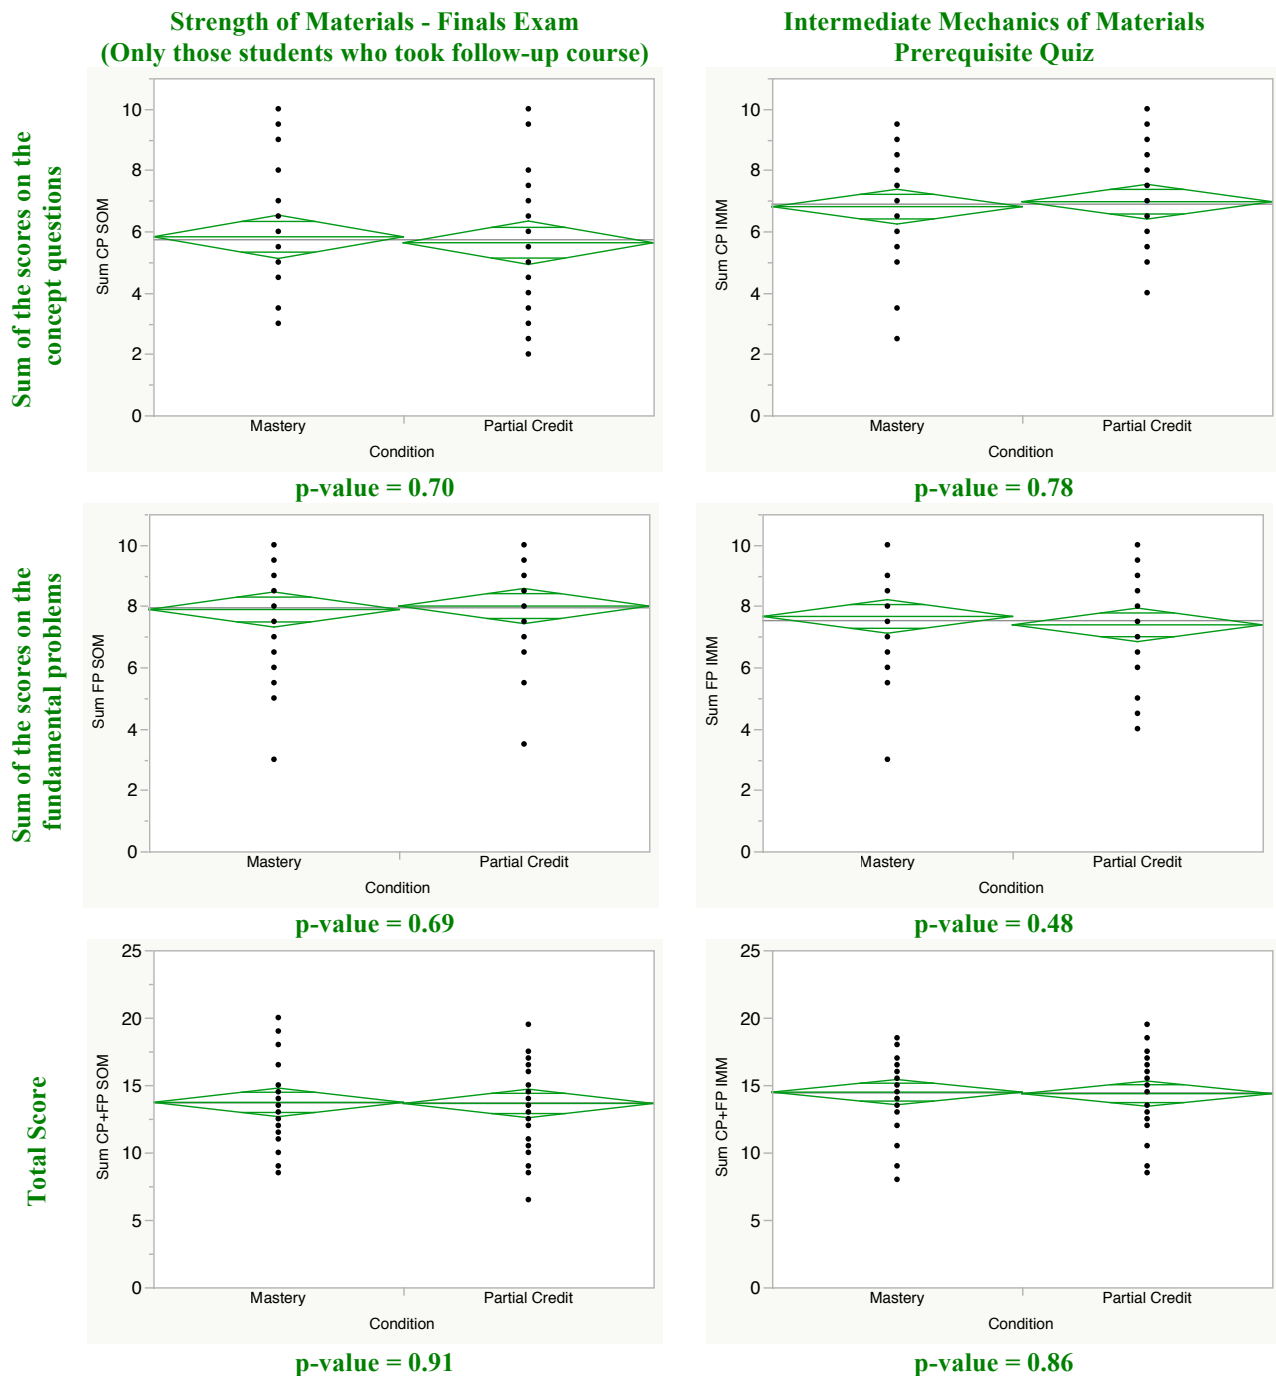 Strength of Materials - Finals Exam
(Only those students who took follow-up course)
Intermediate Mechanics of Materials
Prerequisite Quiz
Sum of the scores on the
concept questions
Sum CP SOM
10
8
6
4
2
0
Mastery
Partial Credit
Condition
p-value = 0.70
Sum CP IMM
10
8
6
4
2
0
Mastery
Partial Credit
Condition
p-value = 0.78
Sum of the scores on the
fundamental problems
Sum FP SOM
10
8
6
4
2
0
Mastery
Partial Credit
Condition
p-value = 0.69
Sum FP IMM
10
8
6
4
2
0
Mastery
Partial Credit
Condition
p-value = 0.48
Total Score
Sum CP+FP SOM
25
20
15
10
5
0
Mastery
Partial Credit
Condition
p-value = 0.91
Sum CP+FP IMM
25
20
15
10
5
0
Mastery
Partial Credit
Condition
p-value = 0.86